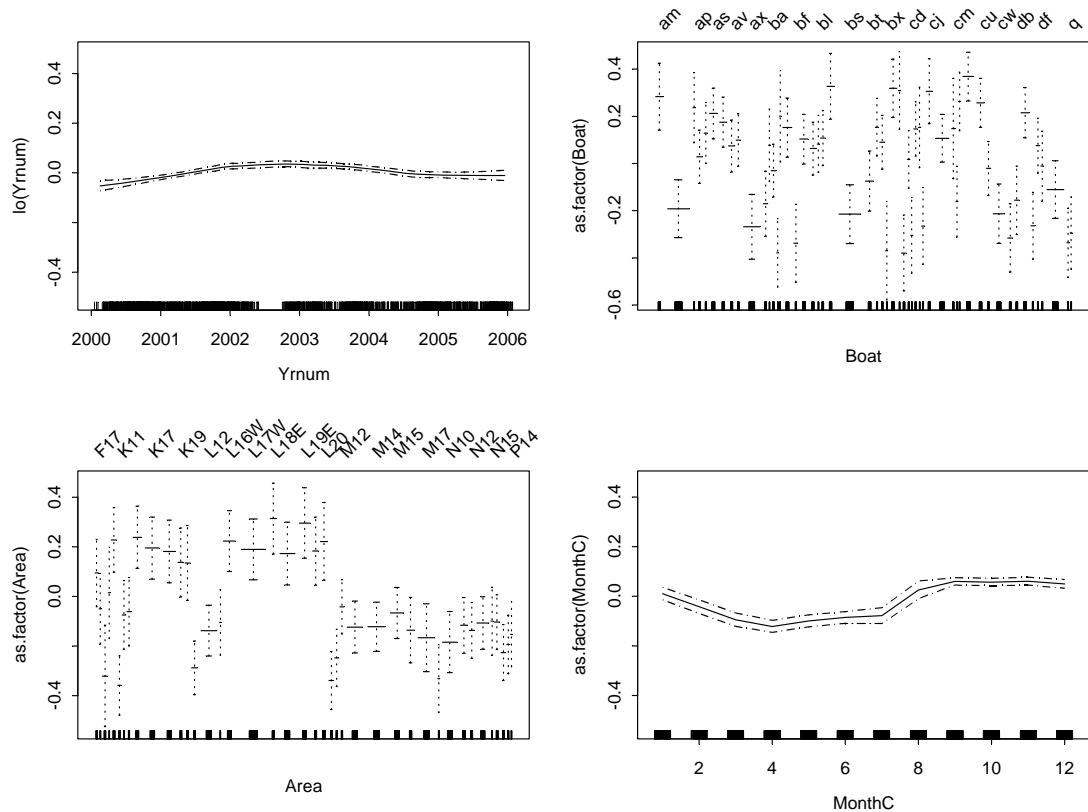 lo(Yrnum)
0.4
0.2
0.0
-0.4
2000 2001 2002 2003 2004 2005 2006
Yrnum
am ap as av ax ba bf bl bs bt bx cd cj cm cu cw db df q
as.factor(Boat)
0.4
0.2
-0.2
-0.6
Boat
F17 K11 K17 K19 L12 L16W L17W L18E L19E L20 M12 M14 M15 M17 N10 N12 N15 P14
as.factor(Area)
0.4
0.2
0.0
-0.4
Area
as.factor(MonthC)
0.4
0.2
0.0
-0.4
2 4 6 8 10 12
MonthC